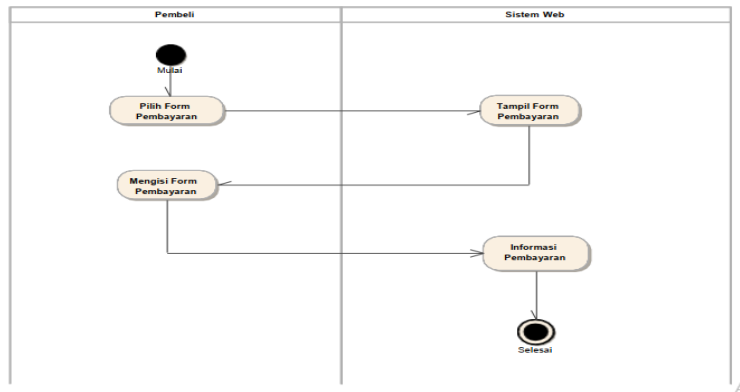 Pembeli
Sistem Web
Mulai
Pilih Form
Pembayaran
Tampil Form
Pembayaran
Mengisi Form
Pembayaran
Informasi
Pembayaran
Selesai